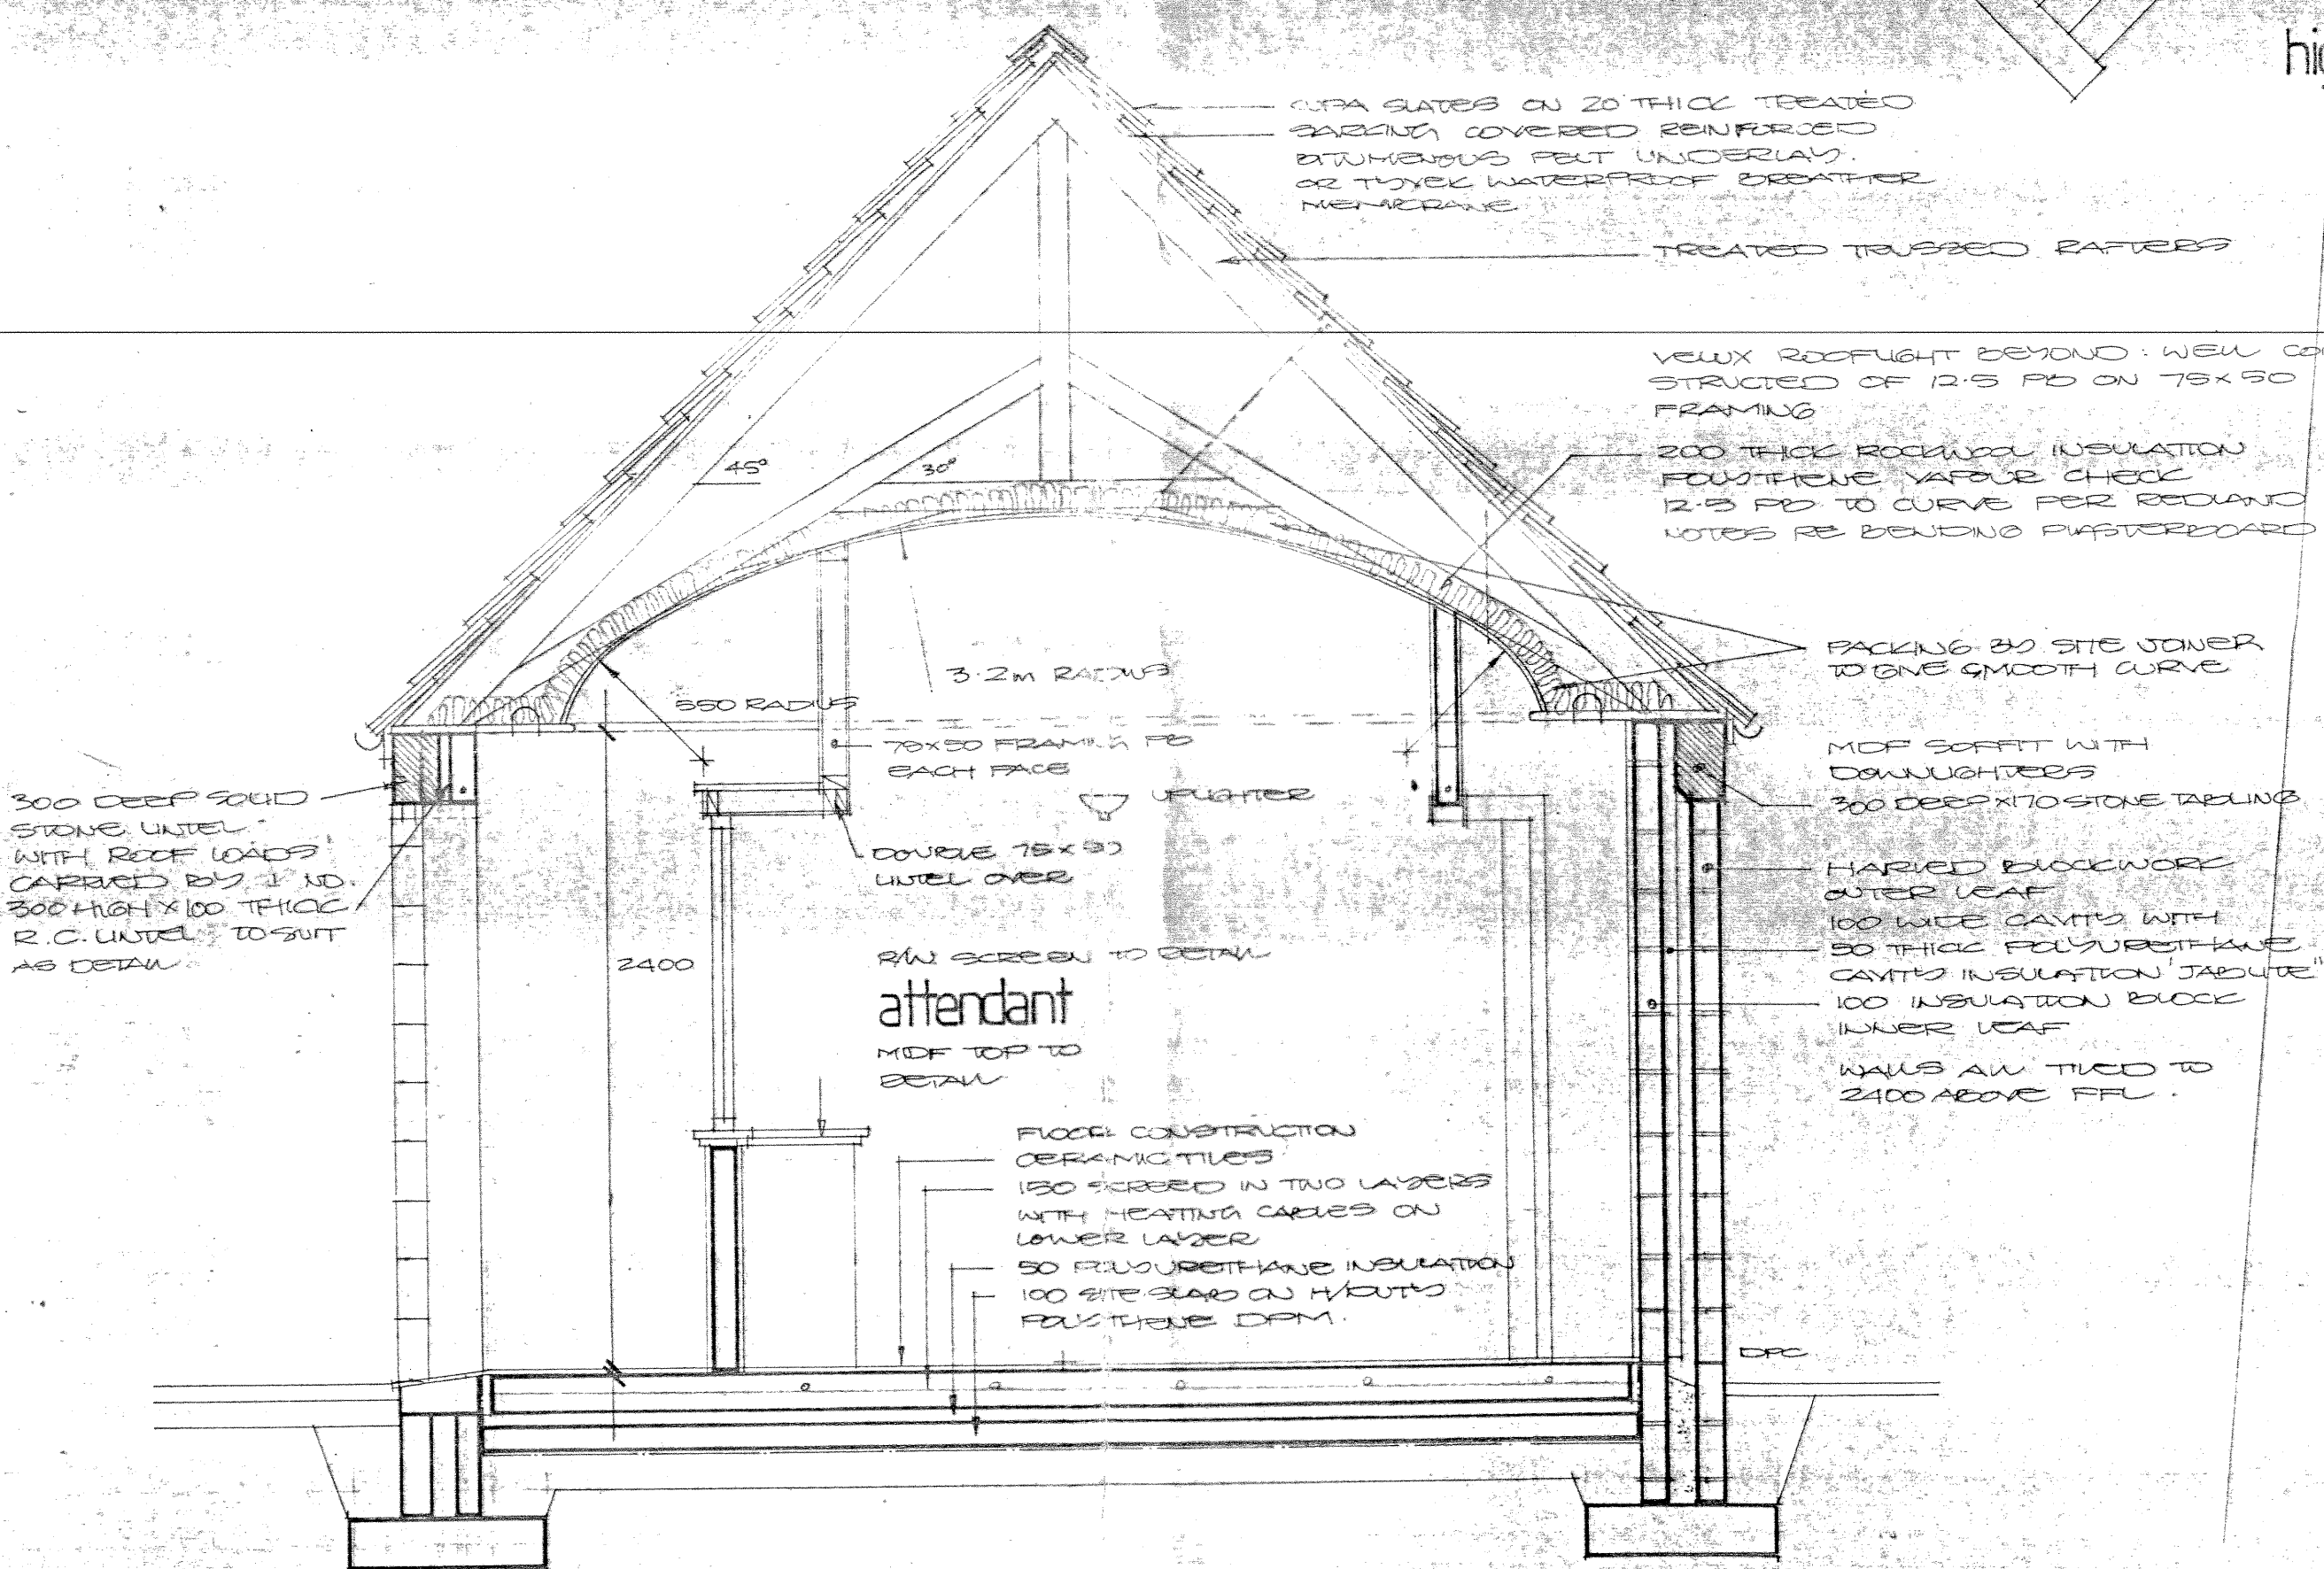 CUPA SLATES ON 20 THICK TREATED
SARKING COVERED REINFORCED
BITUMENOUS FELT UNDERLAY.
OR TYVEK WATERPROOF BREATHER
MEMBRANE
TREATED TRUSSED RAFTERS
VELUX ROOFLIGHT BEYOND : WELL CON
STRUCTED OF 12.5 PB ON 75x50
FRAMING
200 THICK ROCKWOOL INSULATION
POLYTHENE VAPOUR CHECK
12.5 PB TO CURVE PER REDLAND
NOTES RE BENDING PLASTERBOARD
PACKING BY SITE JOINER
TO GIVE SMOOTH CURVE
MDF SOFFIT WITH
DOWNLIGHTERS
300 DEEP x170 STONE TABLING
HARLED BLOCKWORK
OUTER LEAF
100 WIDE CAVITY WITH
50 THICK POLYURETHANE
CAVITY INSULATION "JABLITE"
100 INSULATION BLOCK
INNER LEAF
WALLS ALL TILED TO
2400 ABOVE FFL.
DPC
45°
30°
3.2m RADIUS
550 RADIUS
75x50 FRAMING PB
EACH FACE
UPLIGHTER
DOUBLE 75x50
LINTEL OVER
300 DEEP SOLID
STONE LINTEL
WITH ROOF LOADS
CARRIED BY 1 NO.
300 HIGH x 100 THICK
R.C. LINTEL TO SUIT
AS DETAIL
2400
R/W SCREEN TO DETAIL
attendant
MDF TOP TO
DETAIL
FLOOR CONSTRUCTION
CERAMIC TILES
150 SCREED IN TWO LAYERS
WITH HEATING CABLES ON
LOWER LAYER
50 POLYURETHANE INSULATION
100 SITE SLAB ON H/OUT'S
POLYTHENE DPM.